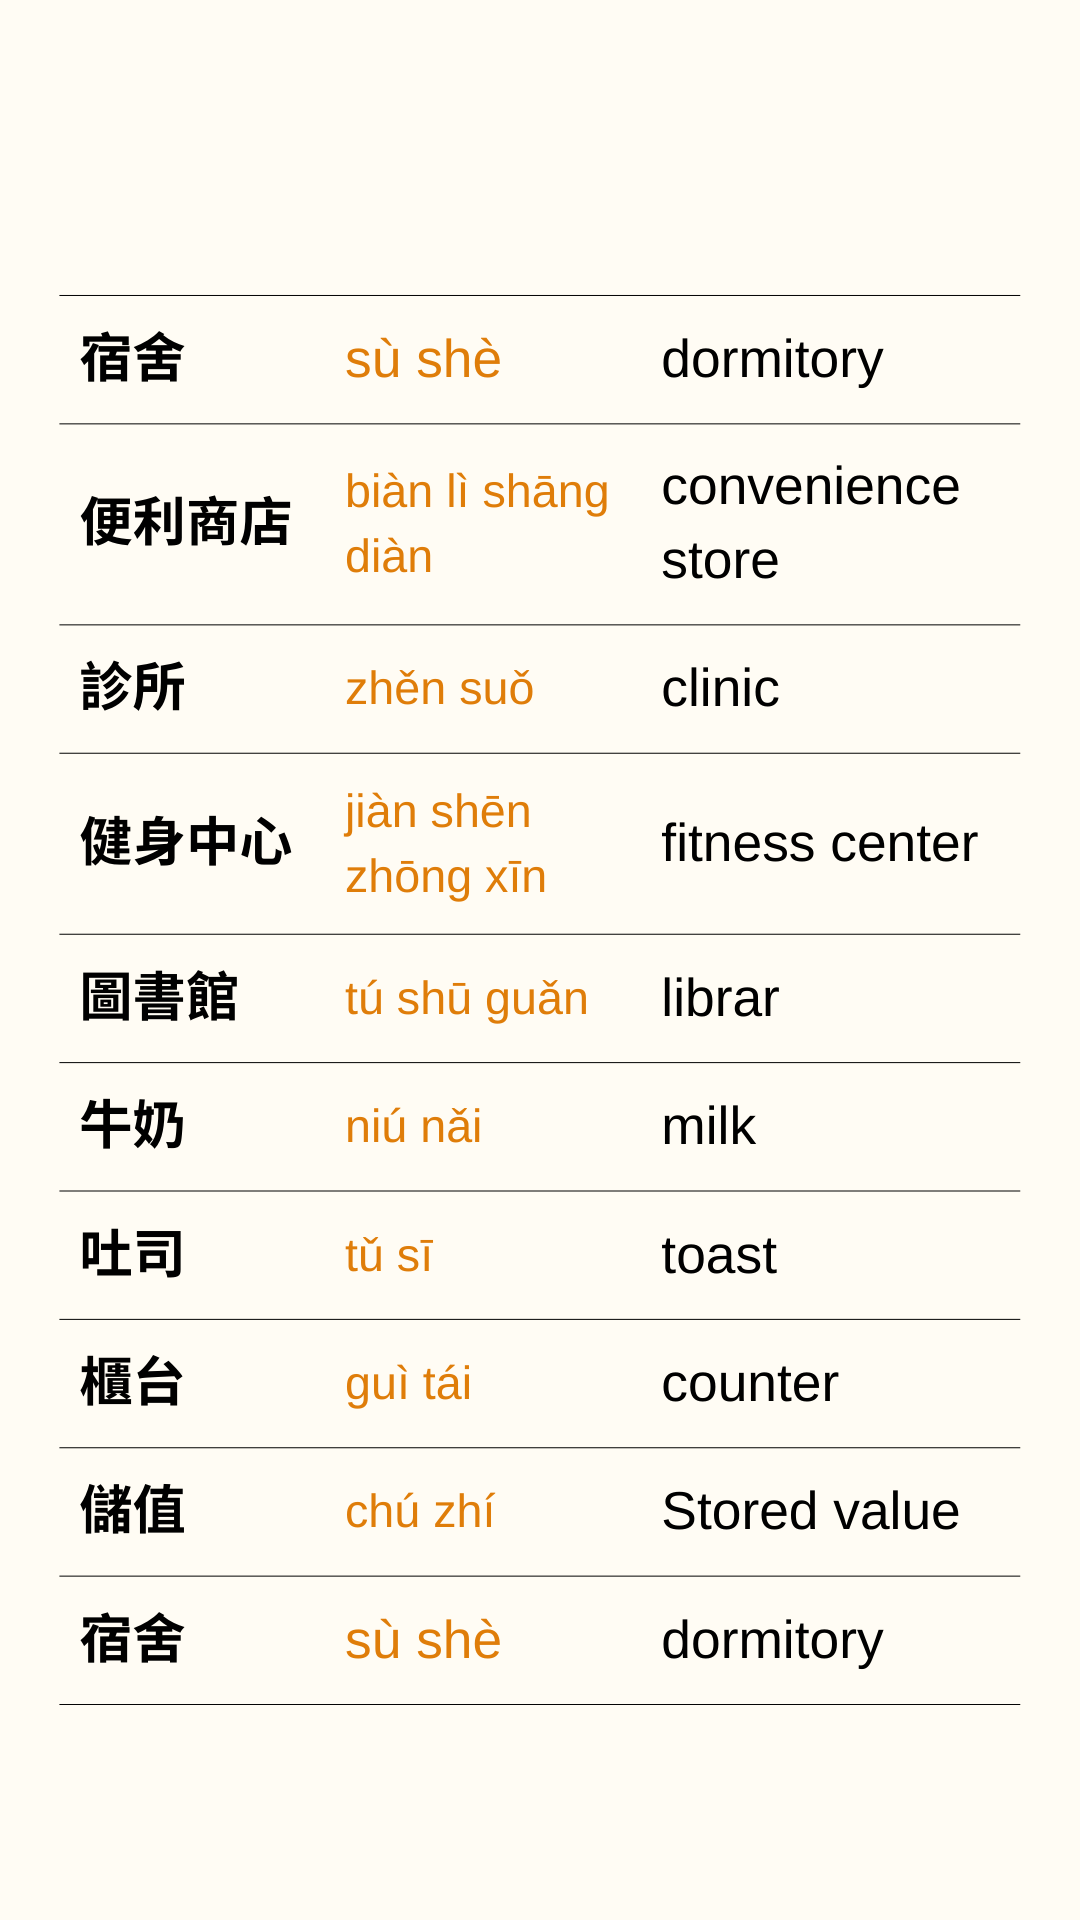 宿舍 sù shè dormitory
便利商店 biàn lì shāng diàn convenience store
診所 zhěn suǒ clinic
健身中心 jiàn shēn zhōng xīn fitness center
圖書館 tú shū guǎn librar
牛奶 niú nǎi milk
吐司 tǔ sī toast
櫃台 guì tái counter
儲值 chú zhí Stored value
宿舍 sù shè dormitory